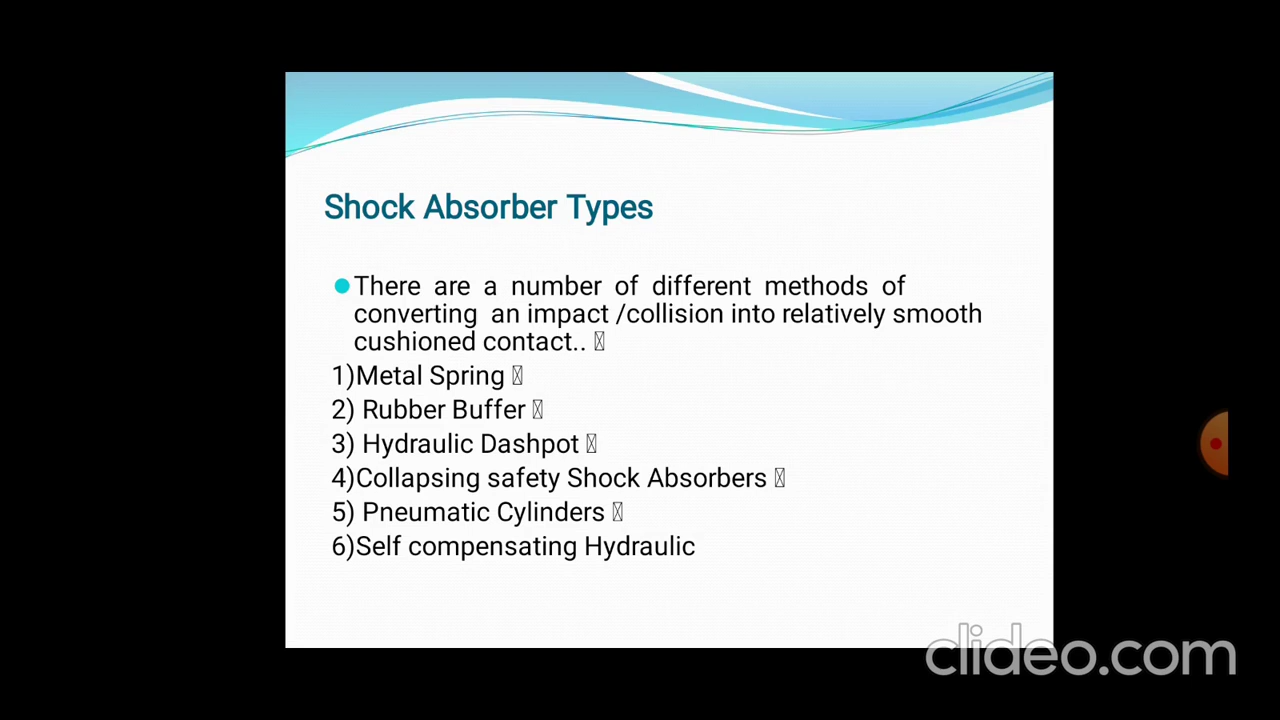 Shock Absorber Types
There are a number of different methods of
converting an impact /collision into relatively smooth
cushioned contact..
1)Metal Spring
2) Rubber Buffer
3) Hydraulic Dashpot
4)Collapsing safety Shock Absorbers
5) Pneumatic Cylinders
6)Self compensating Hydraulic
clideo.com